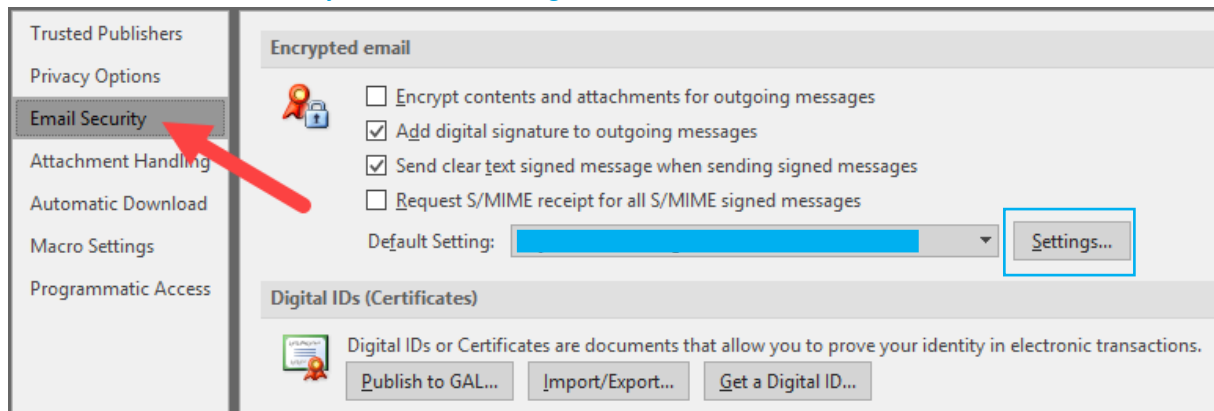 Trusted Publishers
Privacy Options
Email Security
Attachment Handling
Automatic Download
Macro Settings
Programmatic Access
Encrypted email
Encrypt contents and attachments for outgoing messages
Add digital signature to outgoing messages
Send clear text signed message when sending signed messages
Request S/MIME receipt for all S/MIME signed messages
Default Setting:
Settings...
Digital IDs (Certificates)
Digital IDs or Certificates are documents that allow you to prove your identity in electronic transactions.
Publish to GAL... Import/Export... Get a Digital ID...